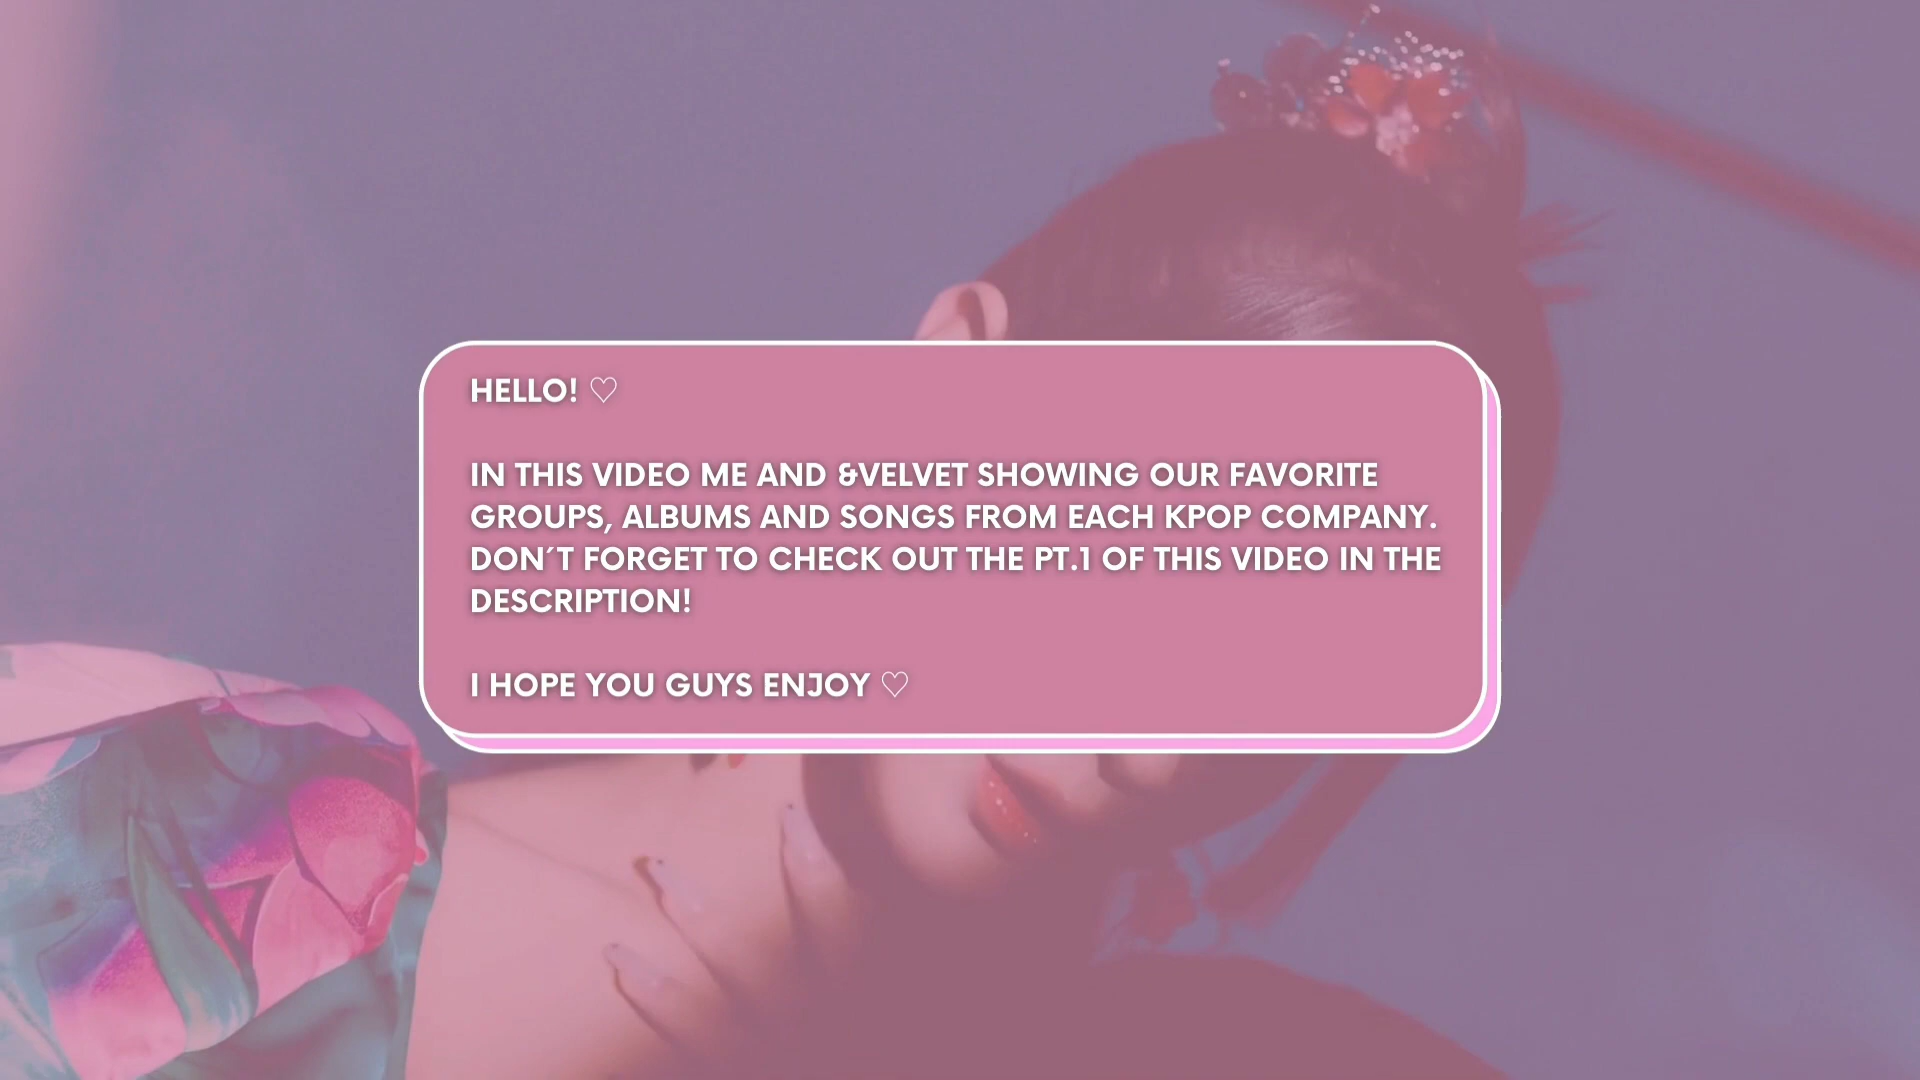 HELLO! ♡
IN THIS VIDEO ME AND &VELVET SHOWING OUR FAVORITE
GROUPS, ALBUMS AND SONGS FROM EACH KPOP COMPANY.
DON´T FORGET TO CHECK OUT THE PT.1 OF THIS VIDEO IN THE
DESCRIPTION!
I HOPE YOU GUYS ENJOY ♡